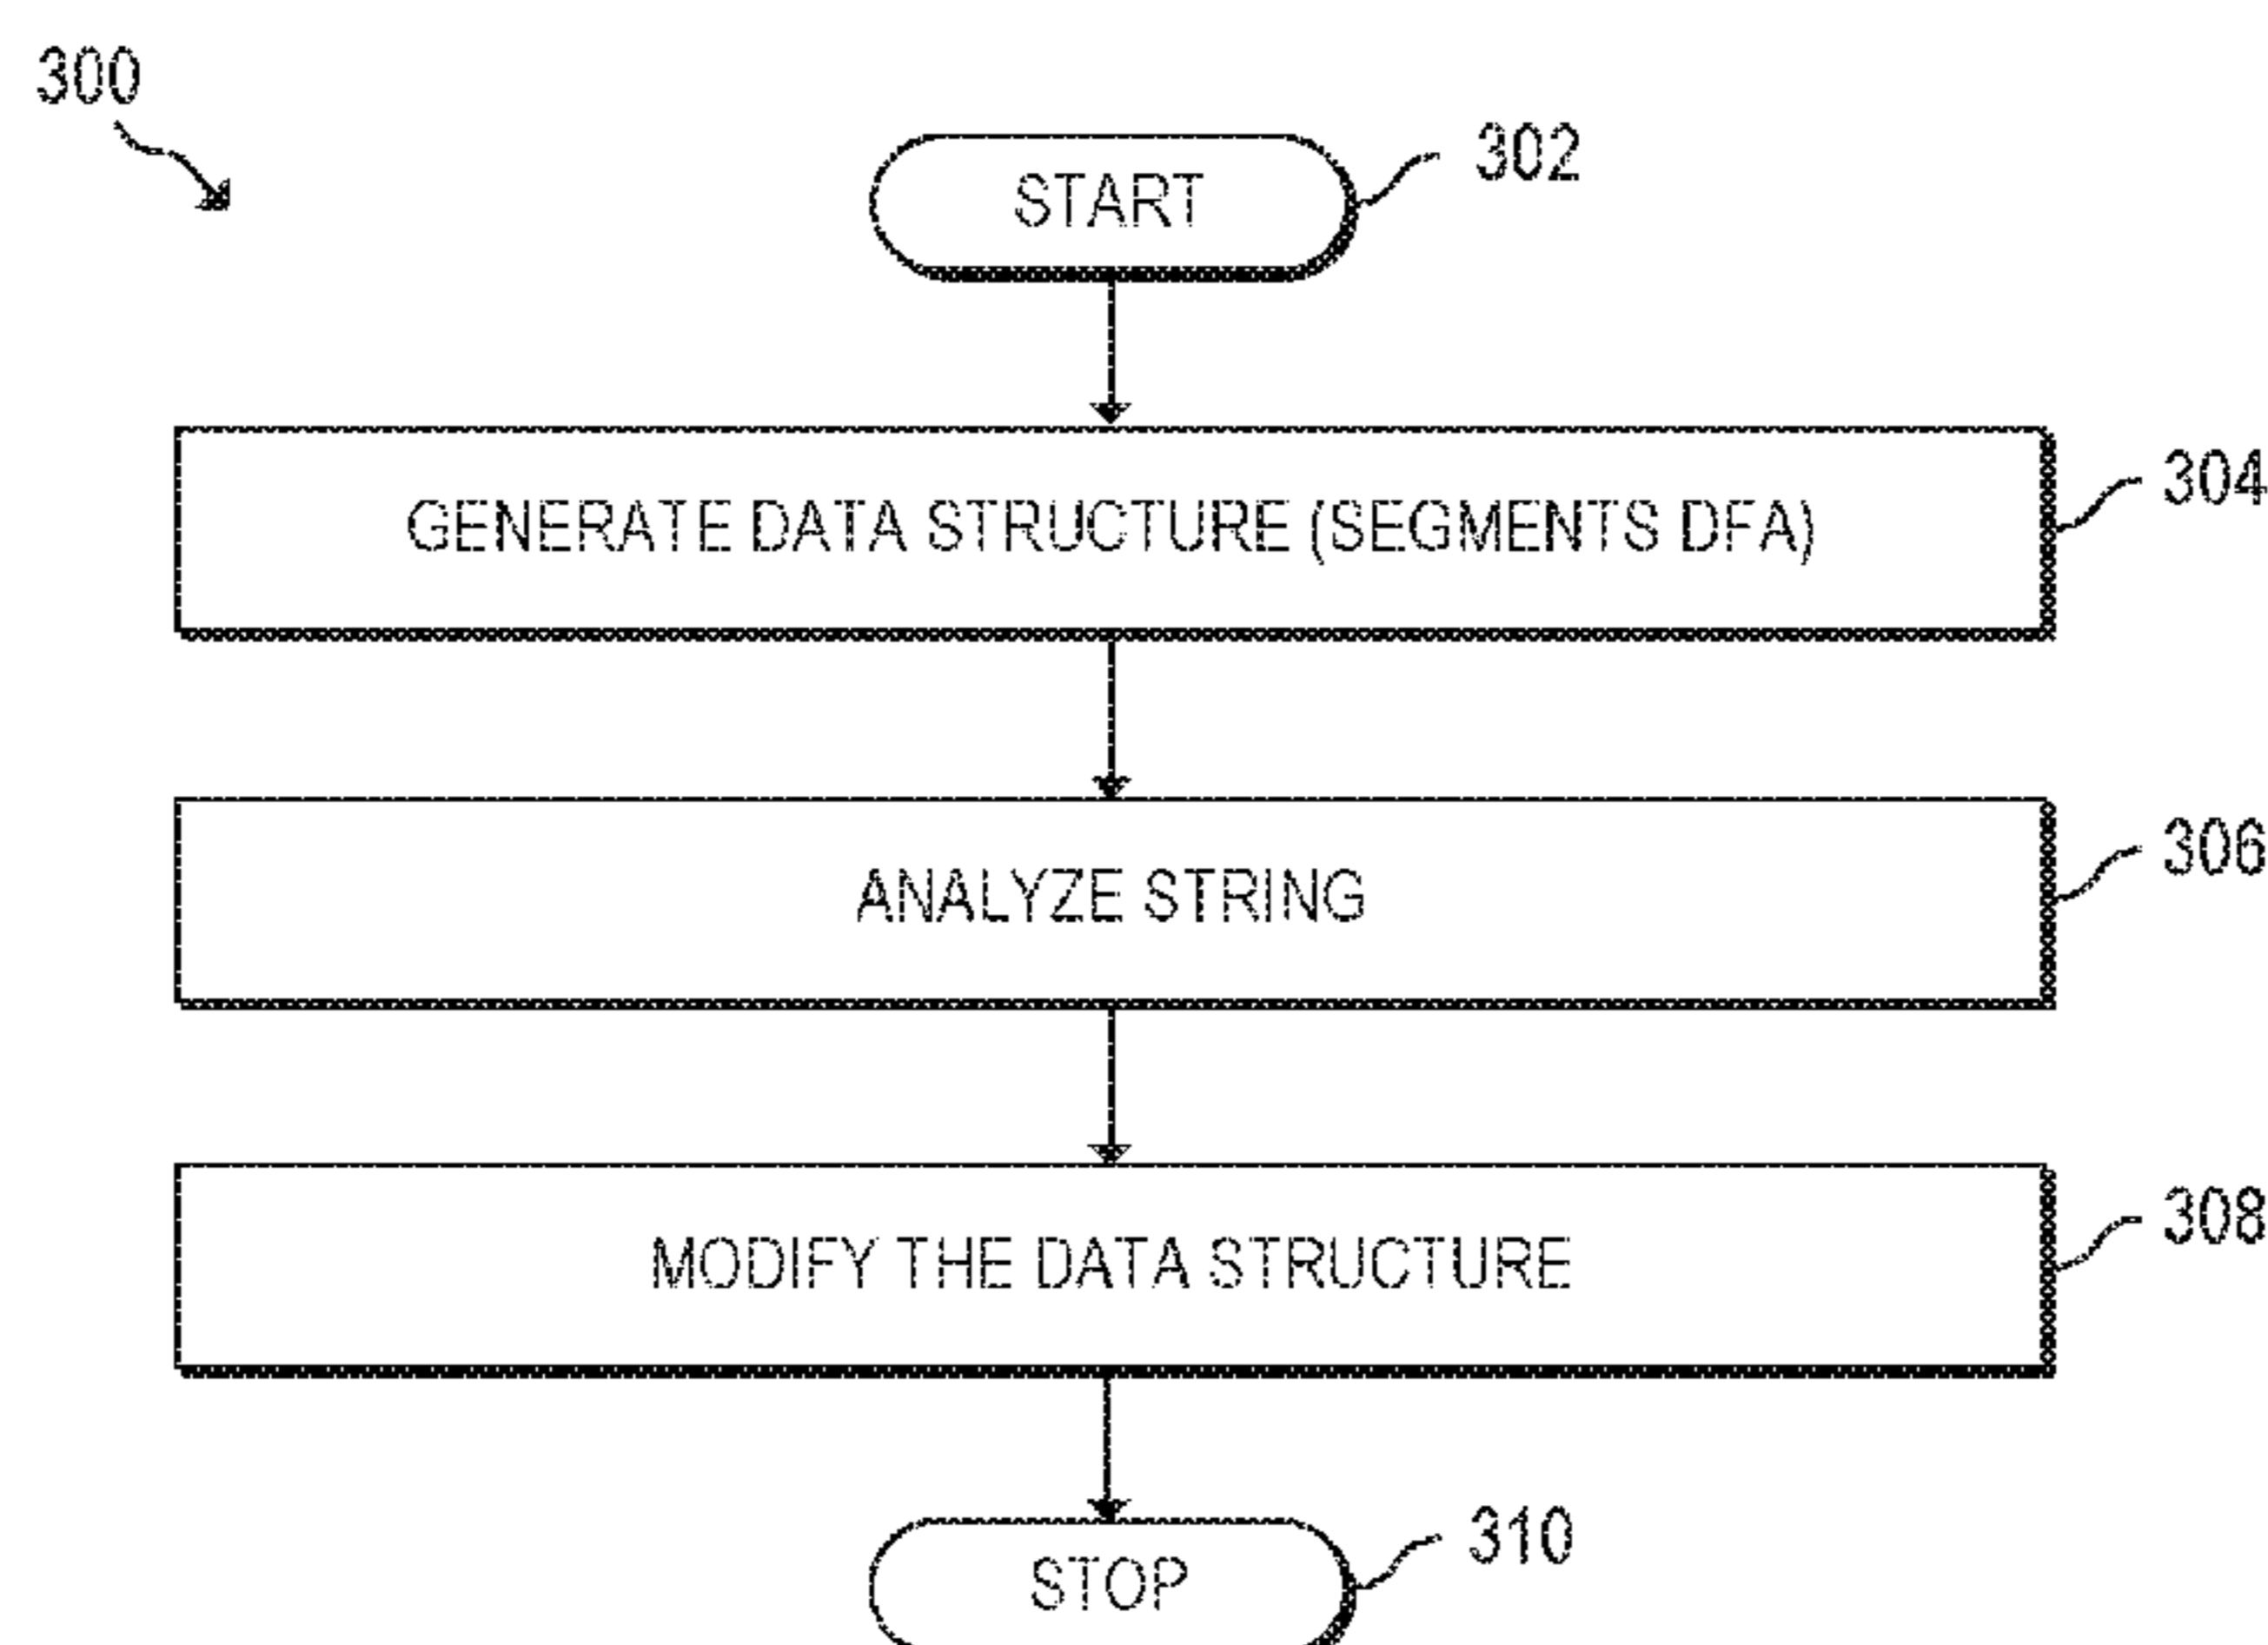 300
START
302
GENERATE DATA STRUCTURE (SEGMENTS DFA)
304
ANALYZE STRING
306
MODIFY THE DATA STRUCTURE
308
STOP
310